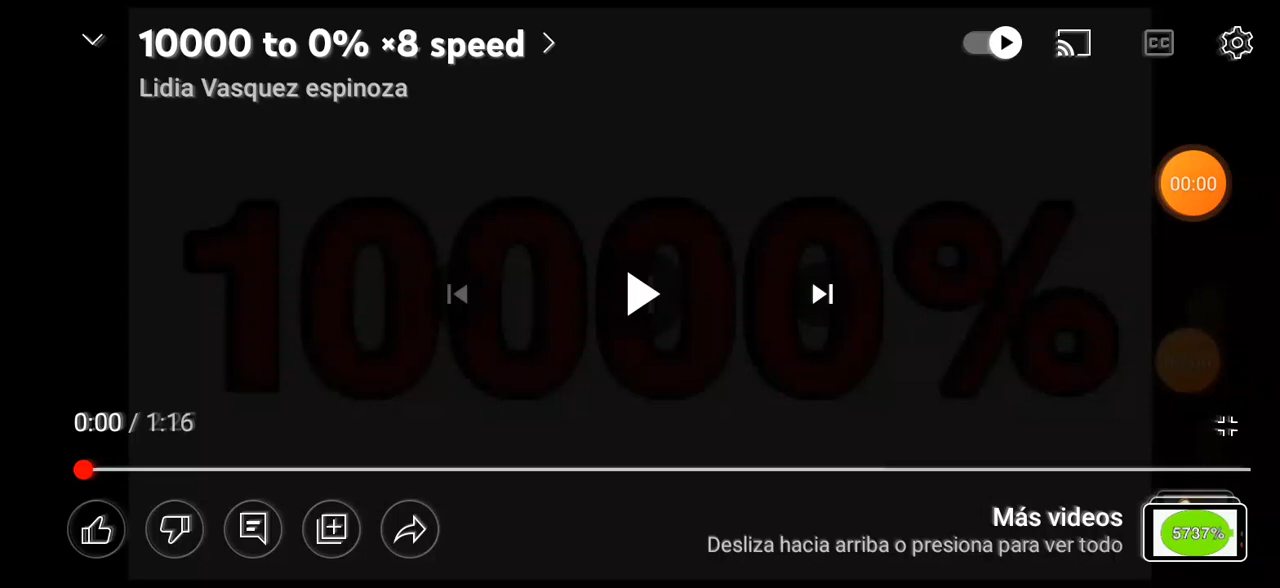 10000 to 0% ×8 speed
Lidia Vasquez espinoza
CC
00:00
10000%
0:00 / 1:16
Más videos
Desliza hacia arriba o presiona para ver todo
5737%